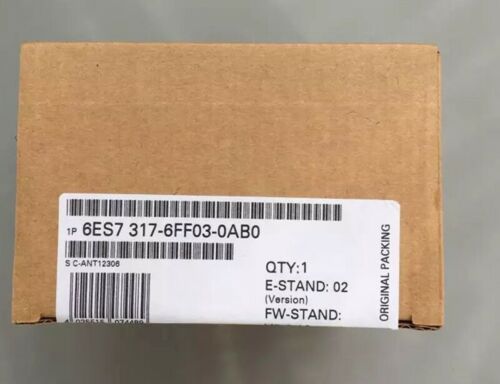 1P 6ES7 317-6FF03-0AB0
S C-ANT12306
QTY:1
E-STAND: 02
(Version)
FW-STAND:
ORIGINAL PACKING